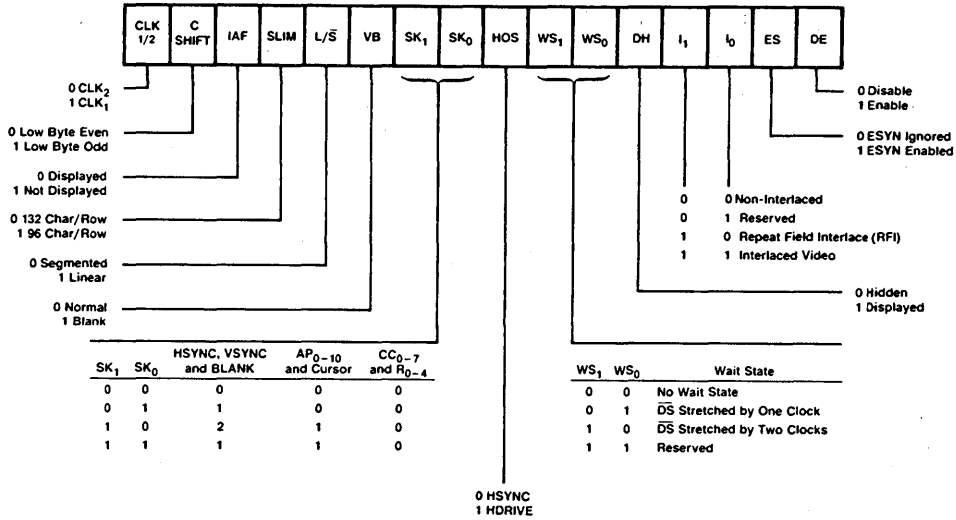 CLK 1/2 C SHIFT IAF SLIM L/S̅ VB SK₁ SK₀ HOS WS₁ WS₀ DH I₁ I₀ ES DE
0 CLK₂
1 CLK₁
0 Low Byte Even
1 Low Byte Odd
0 Displayed
1 Not Displayed
0 132 Char/Row
1 96 Char/Row
0 Segmented
1 Linear
0 Normal
1 Blank
0 Disable
1 Enable
0 ESYN Ignored
1 ESYN Enabled
0 0 Non-Interlaced
0 1 Reserved
1 0 Repeat Field Interlace (RFI)
1 1 Interlaced Video
0 Hidden
1 Displayed
SK₁ SK₀ HSYNC, VSYNC and BLANK AP₀₋₁₀ and Cursor CC₀₋₇ and R₀₋₄
0 0 0 0 0
0 1 1 0 0
1 0 2 1 0
1 1 1 1 0
WS₁ WS₀ Wait State
0 0 No Wait State
0 1 D̅S̅ Stretched by One Clock
1 0 D̅S̅ Stretched by Two Clocks
1 1 Reserved
0 HSYNC
1 HDRIVE